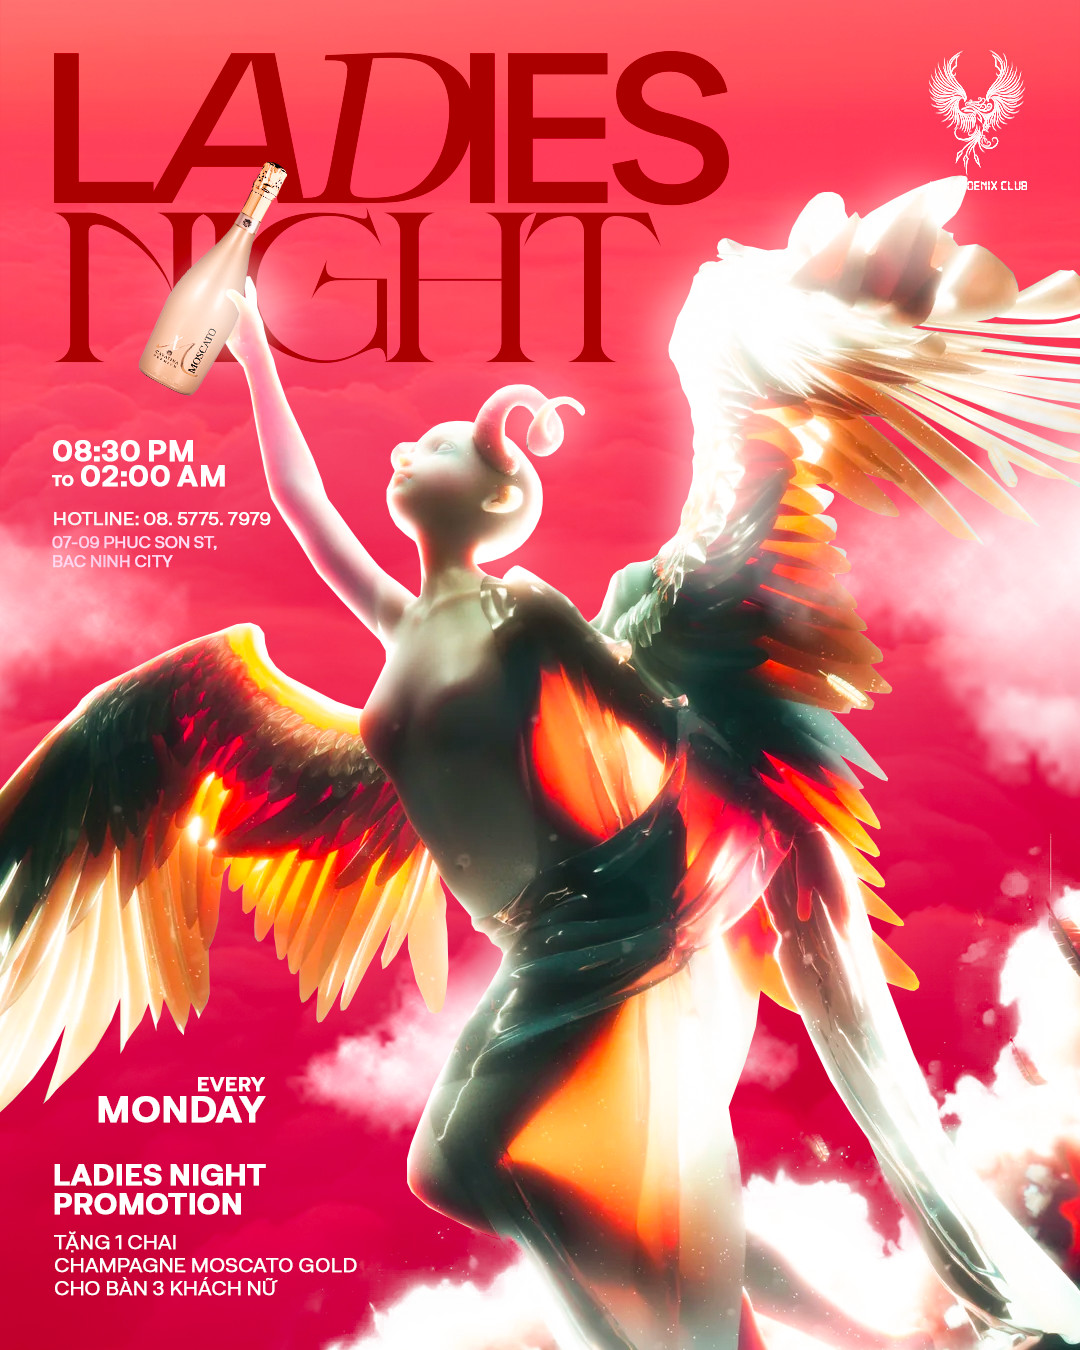 LADIES
NIGHT
OENIX CLUB
MOSCATO
08:30 PM
TO 02:00 AM
HOTLINE: 08. 5775. 7979
07-09 PHUC SON ST,
BAC NINH CITY
EVERY
MONDAY
LADIES NIGHT
PROMOTION
TẶNG 1 CHAI
CHAMPAGNE MOSCATO GOLD
CHO BÀN 3 KHÁCH NỮ